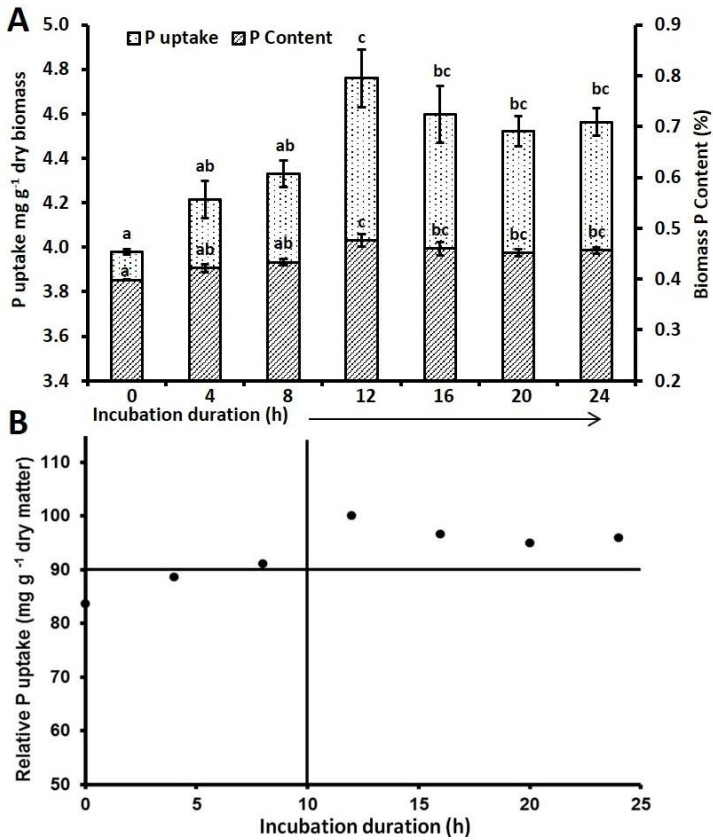 A
P uptake P Content
P uptake mg g-1 dry biomass
5.0
4.8
4.6
4.4
4.2
4.0
3.8
3.6
3.4
a
a
ab
ab
ab
ab
c
c
bc
bc
bc
bc
bc
bc
0.9
0.8
0.7
0.6
0.5
0.4
0.3
0.2
Biomass P Content (%)
0 4 8 12 16 20 24
Incubation duration (h)
B
Relative P uptake (mg g -1 dry matter)
110
100
90
80
70
60
50
0 5 10 15 20 25
Incubation duration (h)